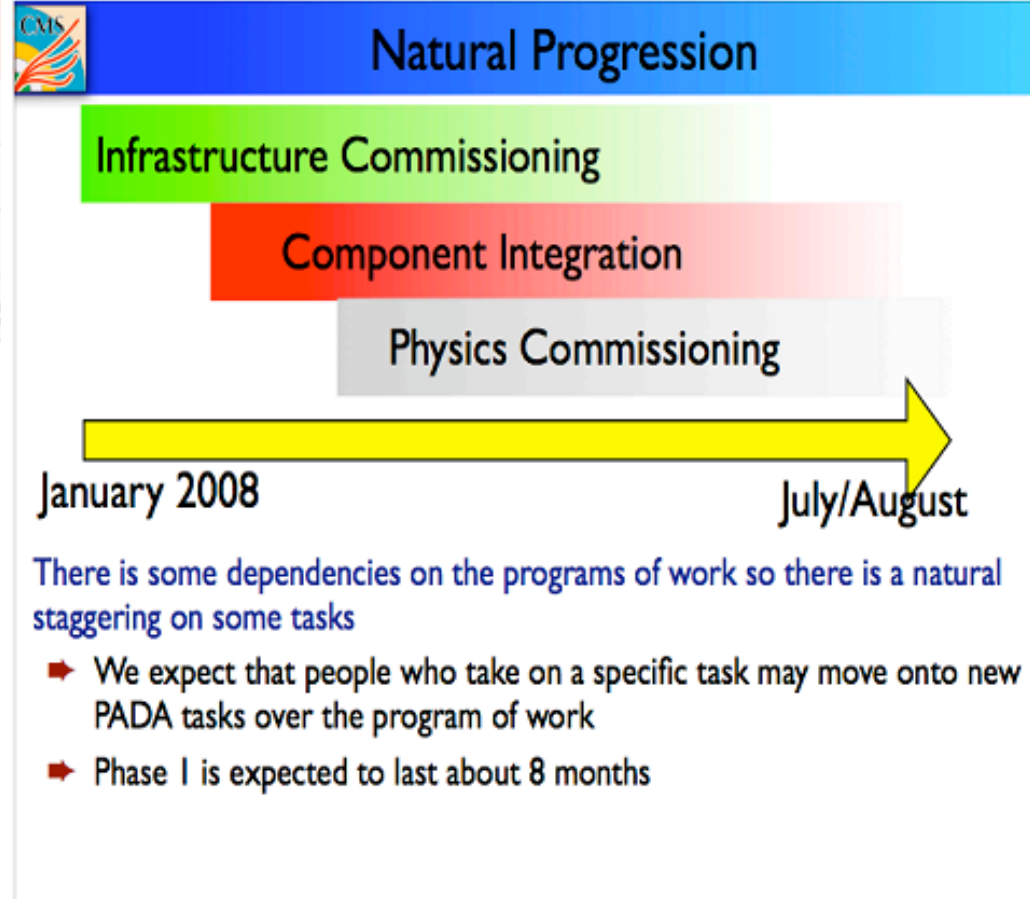 CMS
Natural Progression
Infrastructure Commissioning
Component Integration
Physics Commissioning
January 2008
July/August
There is some dependencies on the programs of work so there is a natural
staggering on some tasks
We expect that people who take on a specific task may move onto new
PADA tasks over the program of work
Phase 1 is expected to last about 8 months